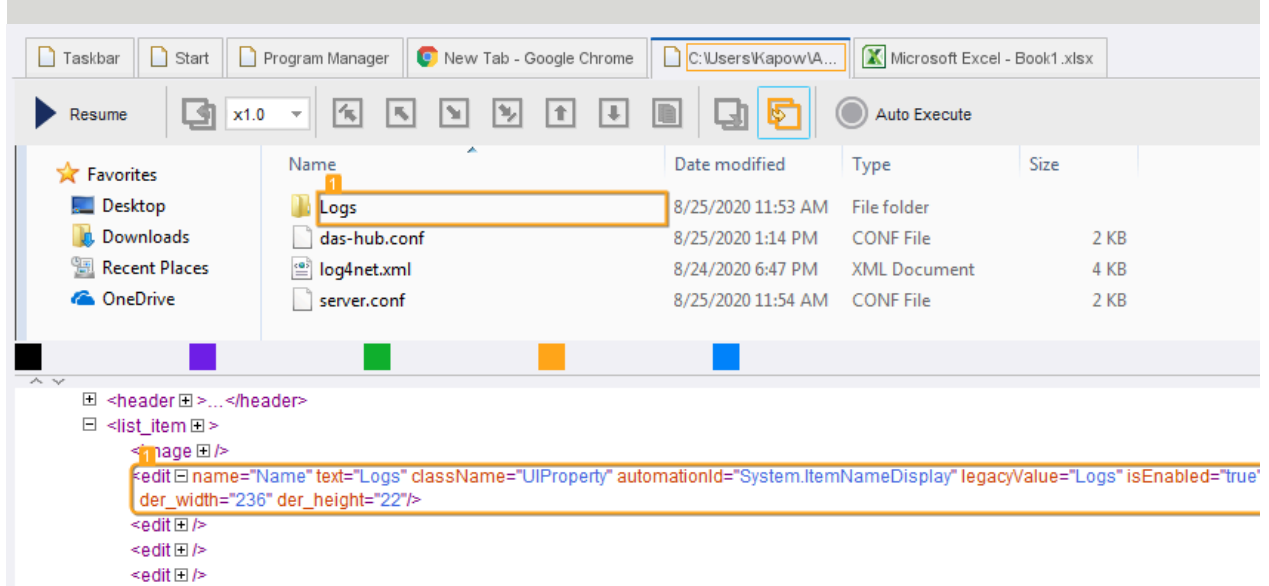 Taskbar Start Program Manager New Tab - Google Chrome C:\Users\Kapow\A... Microsoft Excel - Book1.xlsx
Resume x1.0 Auto Execute
Favorites Name Date modified Type Size
1
Desktop Logs 8/25/2020 11:53 AM File folder
Downloads das-hub.conf 8/25/2020 1:14 PM CONF File 2 KB
Recent Places log4net.xml 8/24/2020 6:47 PM XML Document 4 KB
OneDrive server.conf 8/25/2020 11:54 AM CONF File 2 KB
<header>...</header>
<list_item>
<image/>
1
<edit name="Name" text="Logs" className="UIProperty" automationId="System.ItemNameDisplay" legacyValue="Logs" isEnabled="true"
der_width="236" der_height="22"/>
<edit/>
<edit/>
<edit/>